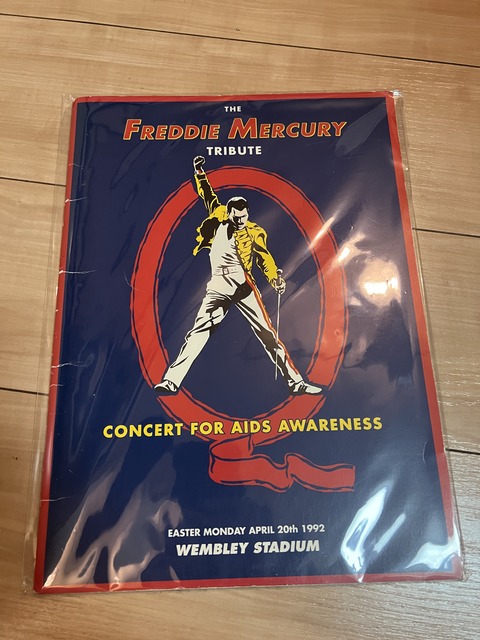 THE
FREDDIE MERCURY
TRIBUTE
CONCERT FOR AIDS AWARENESS
EASTER MONDAY APRIL 20th 1992
WEMBLEY STADIUM